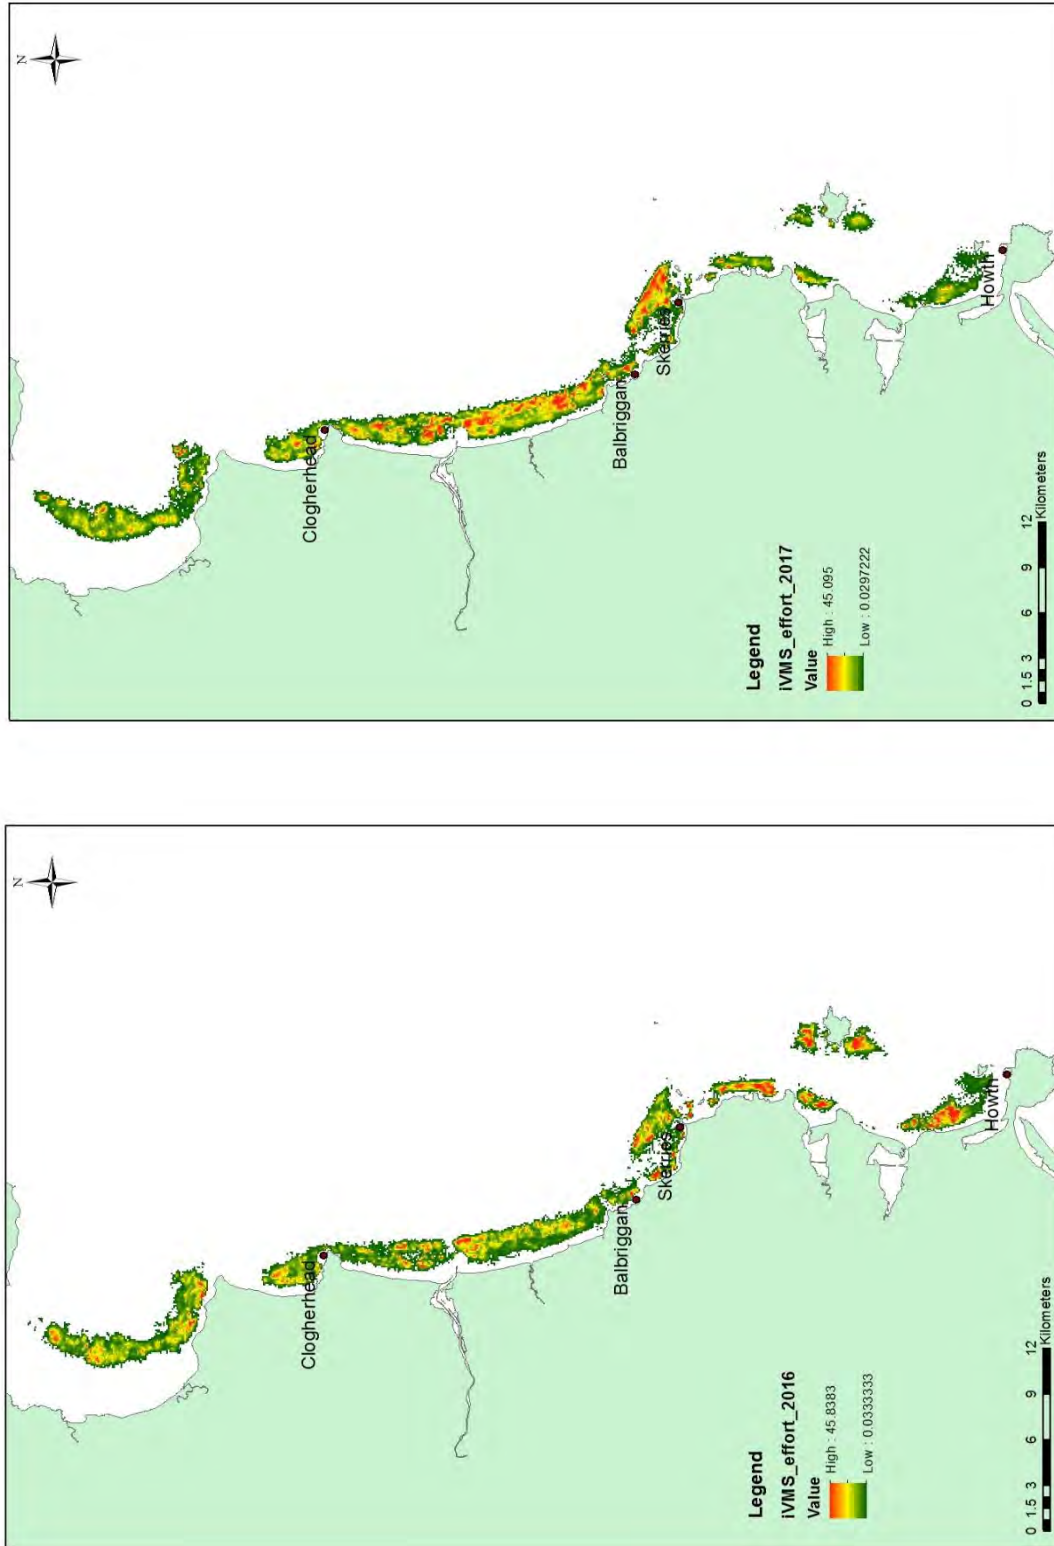 N
Clogherhead
Balbriggan
Skerries
Howth
Legend
iVMS_effort_2016
Value
High : 45.8383
Low : 0.0333333
0 1.5 3 6 9 12
Kilometers
N
Clogherhead
Balbriggan
Skerries
Howth
Legend
iVMS_effort_2017
Value
High : 45.095
Low : 0.0297222
0 1.5 3 6 9 12
Kilometers